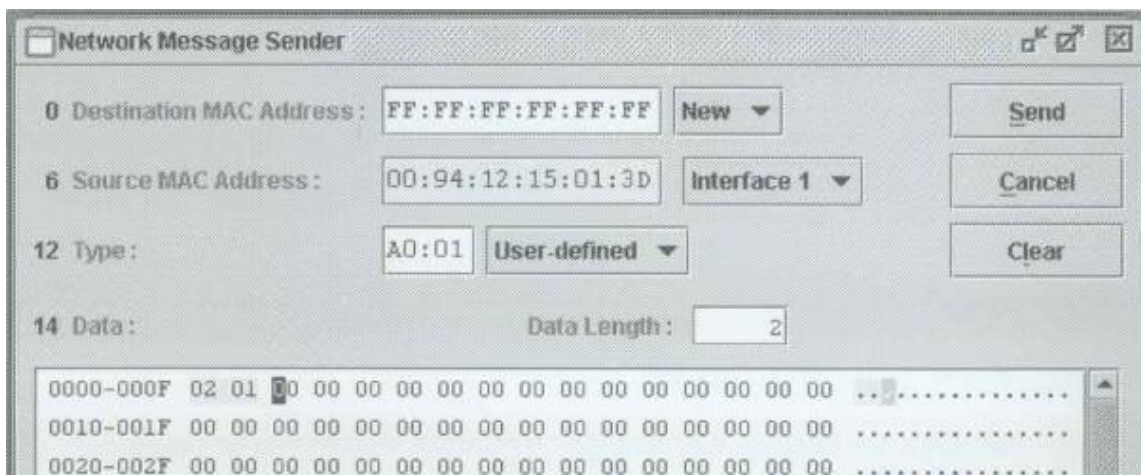 Network Message Sender
0 Destination MAC Address : FF:FF:FF:FF:FF:FF New Send
6 Source MAC Address : 00:94:12:15:01:3D Interface 1 Cancel
12 Type : A0:01 User-defined Clear
14 Data : Data Length : 2
0000-000F 02 01 00 00 00 00 00 00 00 00 00 00 00 00 00 00 .................
0010-001F 00 00 00 00 00 00 00 00 00 00 00 00 00 00 00 00 ................
0020-002F 00 00 00 00 00 00 00 00 00 00 00 00 00 00 00 00 ................